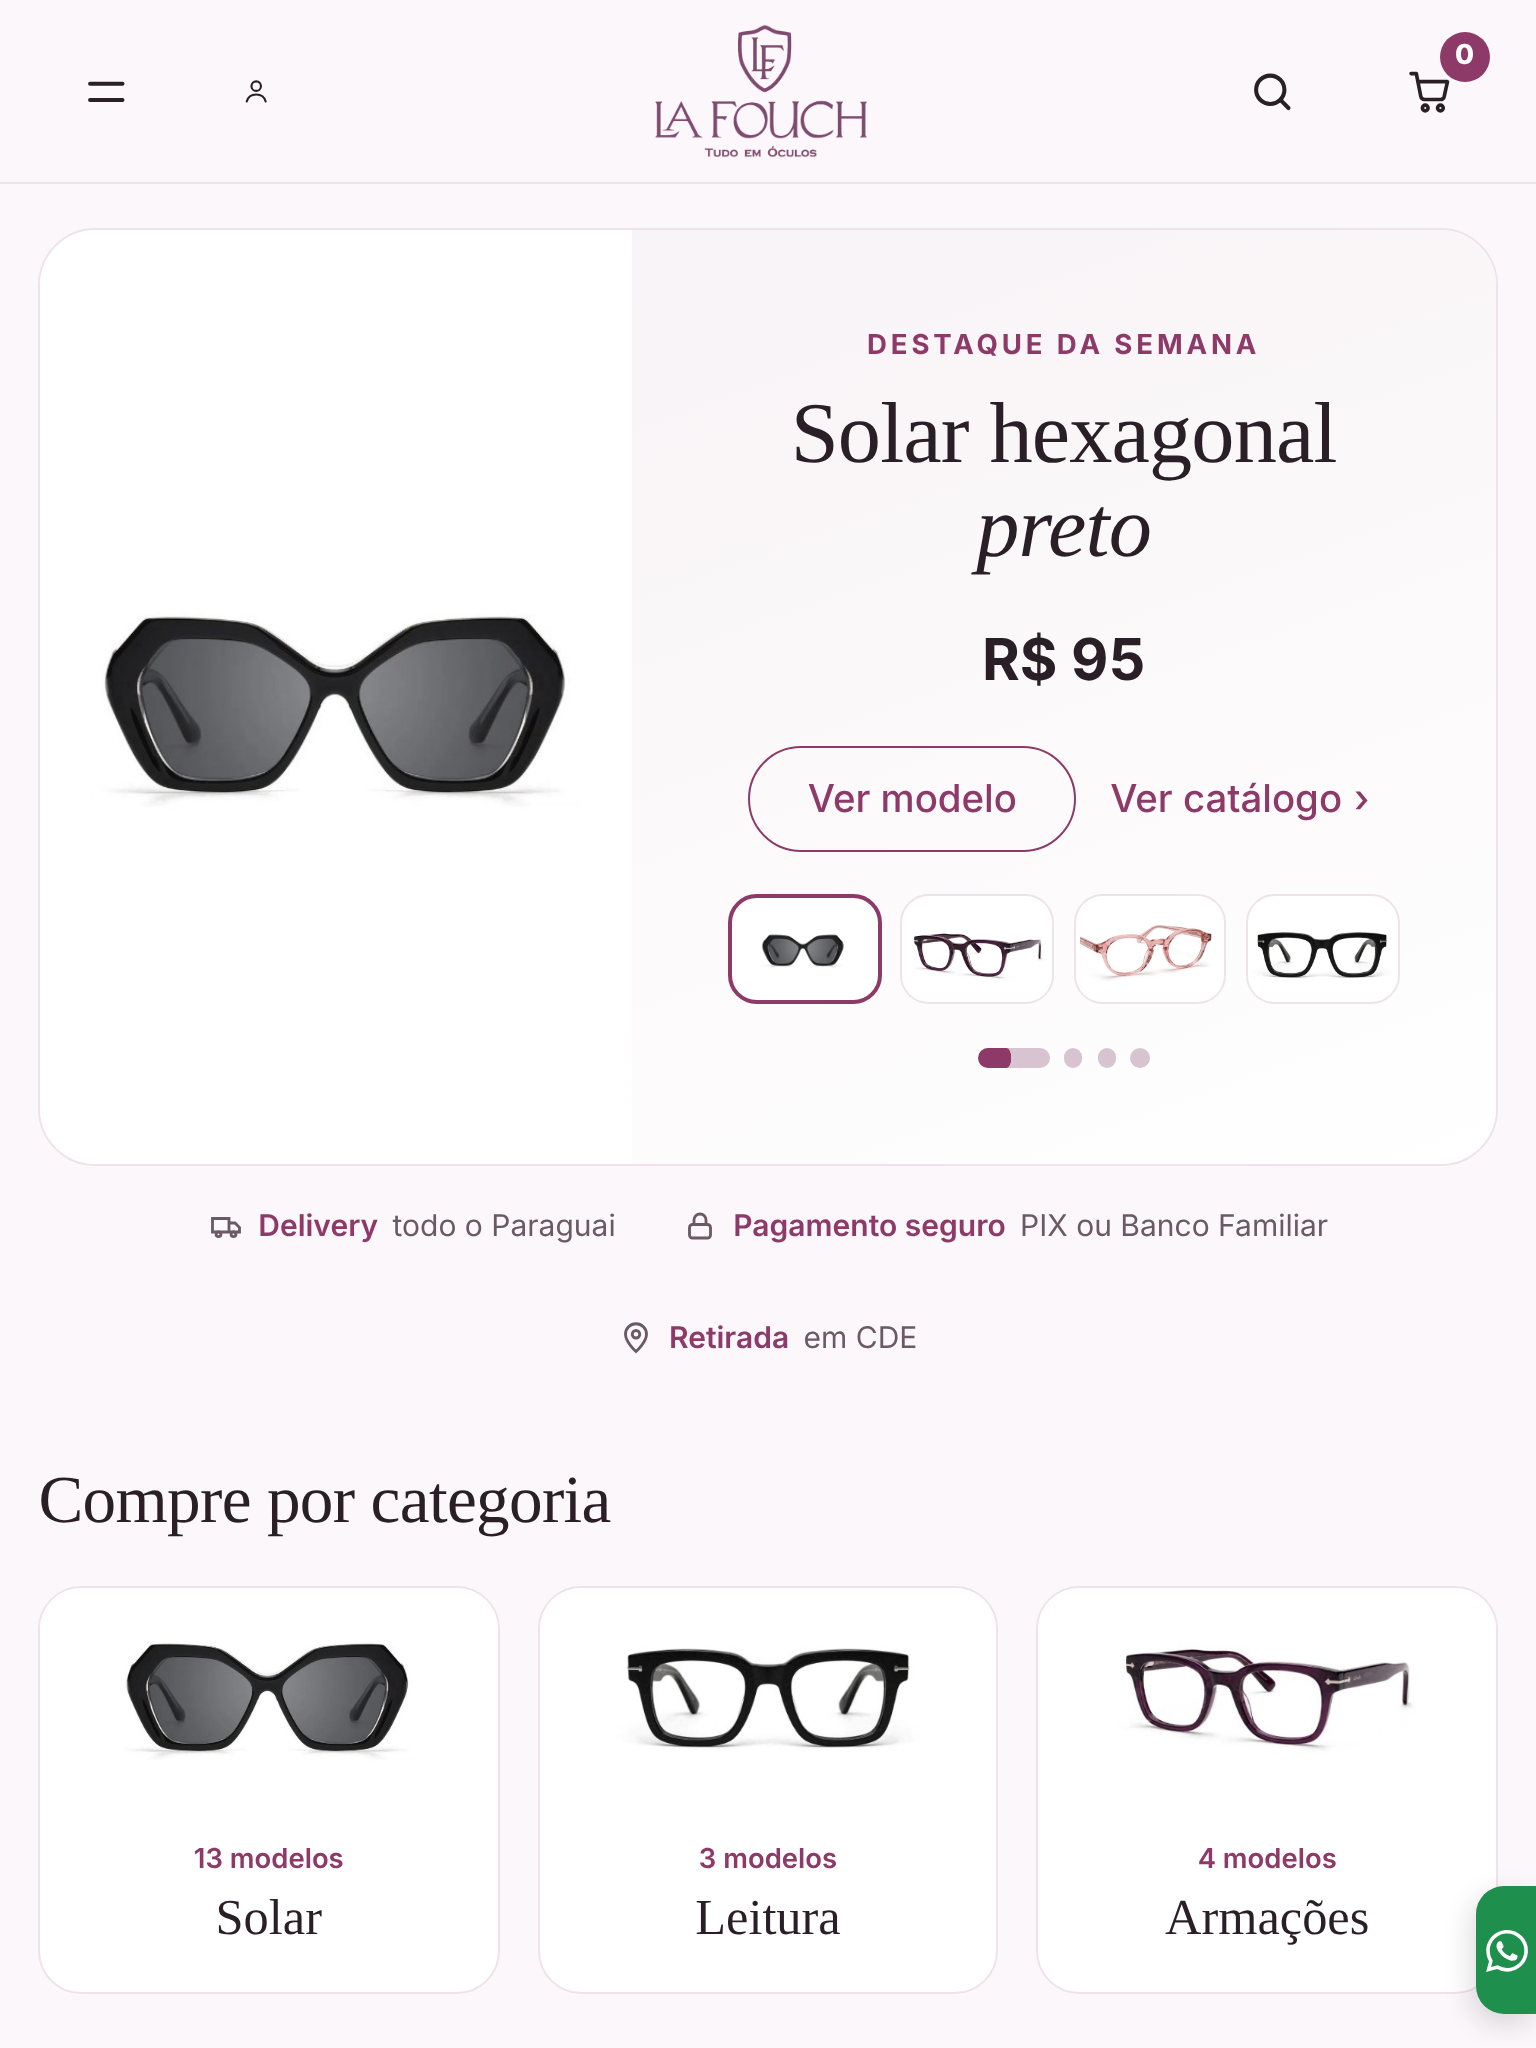 LF
LA FOUCH
TUDO EM ÓCULOS
0
DESTAQUE DA SEMANA
Solar hexagonal
preto
R$ 95
Ver modelo
Ver catálogo ›
Delivery todo o Paraguai
Pagamento seguro PIX ou Banco Familiar
Retirada em CDE
Compre por categoria
13 modelos
Solar
3 modelos
Leitura
4 modelos
Armações